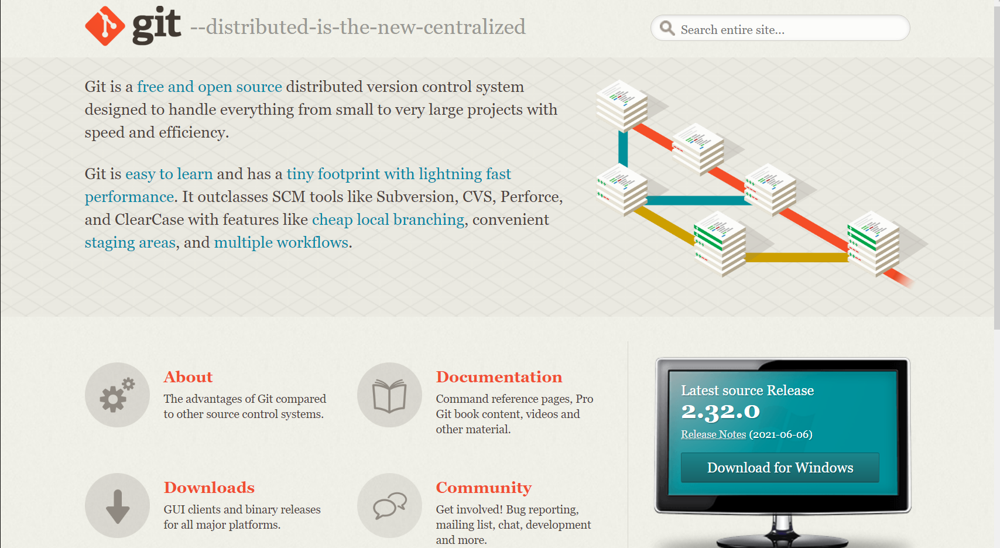 git --distributed-is-the-new-centralized
Search entire site...
Git is a free and open source distributed version control system
designed to handle everything from small to very large projects with
speed and efficiency.
Git is easy to learn and has a tiny footprint with lightning fast
performance. It outclasses SCM tools like Subversion, CVS, Perforce,
and ClearCase with features like cheap local branching, convenient
staging areas, and multiple workflows.
About
The advantages of Git compared
to other source control systems.
Documentation
Command reference pages, Pro
Git book content, videos and
other material.
Downloads
GUI clients and binary releases
for all major platforms.
Community
Get involved! Bug reporting,
mailing list, chat, development
and more.
Latest source Release
2.32.0
Release Notes (2021-06-06)
Download for Windows